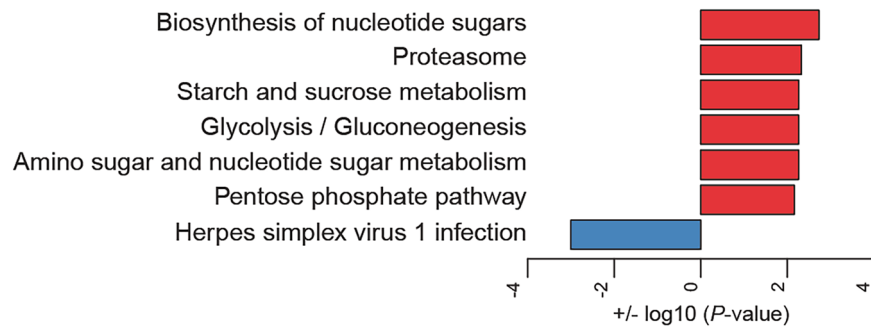 Biosynthesis of nucleotide sugars
Proteasome
Starch and sucrose metabolism
Glycolysis / Gluconeogenesis
Amino sugar and nucleotide sugar metabolism
Pentose phosphate pathway
Herpes simplex virus 1 infection
-4 -2 0 2 4
+/- log10 (P-value)